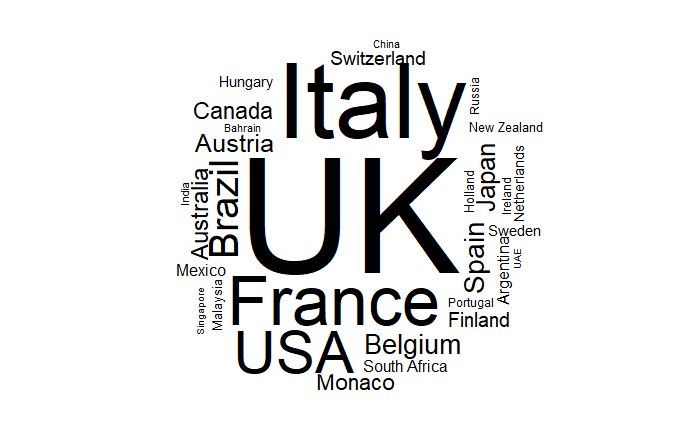 China
Switzerland
Italy
Hungary
Russia
Canada
Bahrain
New Zealand
Austria
Japan
Netherlands
UK
Brazil
Australia
India
Holland
Ireland
Spain
Sweden
Argentina
UAE
Mexico
France
Malaysia
Singapore
Portugal
Finland
USA
Belgium
South Africa
Monaco